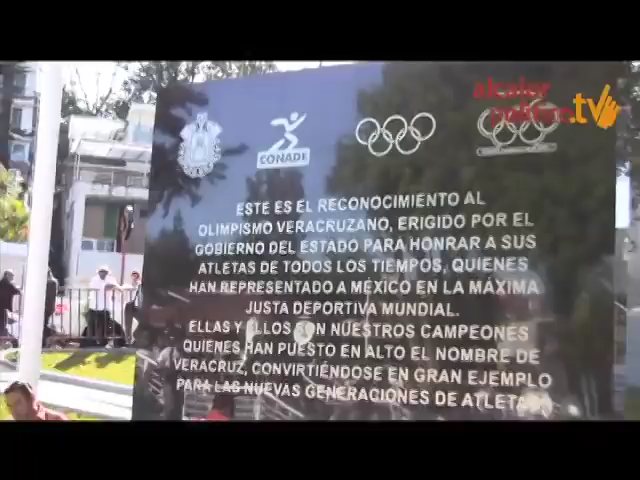 alcalor
politico.tv
CONADE
ESTE ES EL RECONOCIMIENTO AL
OLIMPISMO VERACRUZANO, ERIGIDO POR EL
GOBIERNO DEL ESTADO PARA HONRAR A SUS
ATLETAS DE TODOS LOS TIEMPOS, QUIENES
HAN REPRESENTADO A MÉXICO EN LA MÁXIMA
JUSTA DEPORTIVA MUNDIAL.
ELLAS Y ELLOS SON NUESTROS CAMPEONES
QUIENES HAN PUESTO EN ALTO EL NOMBRE DE
VERACRUZ, CONVIRTIÉNDOSE EN GRAN EJEMPLO
PARA LAS NUEVAS GENERACIONES DE ATLETAS.